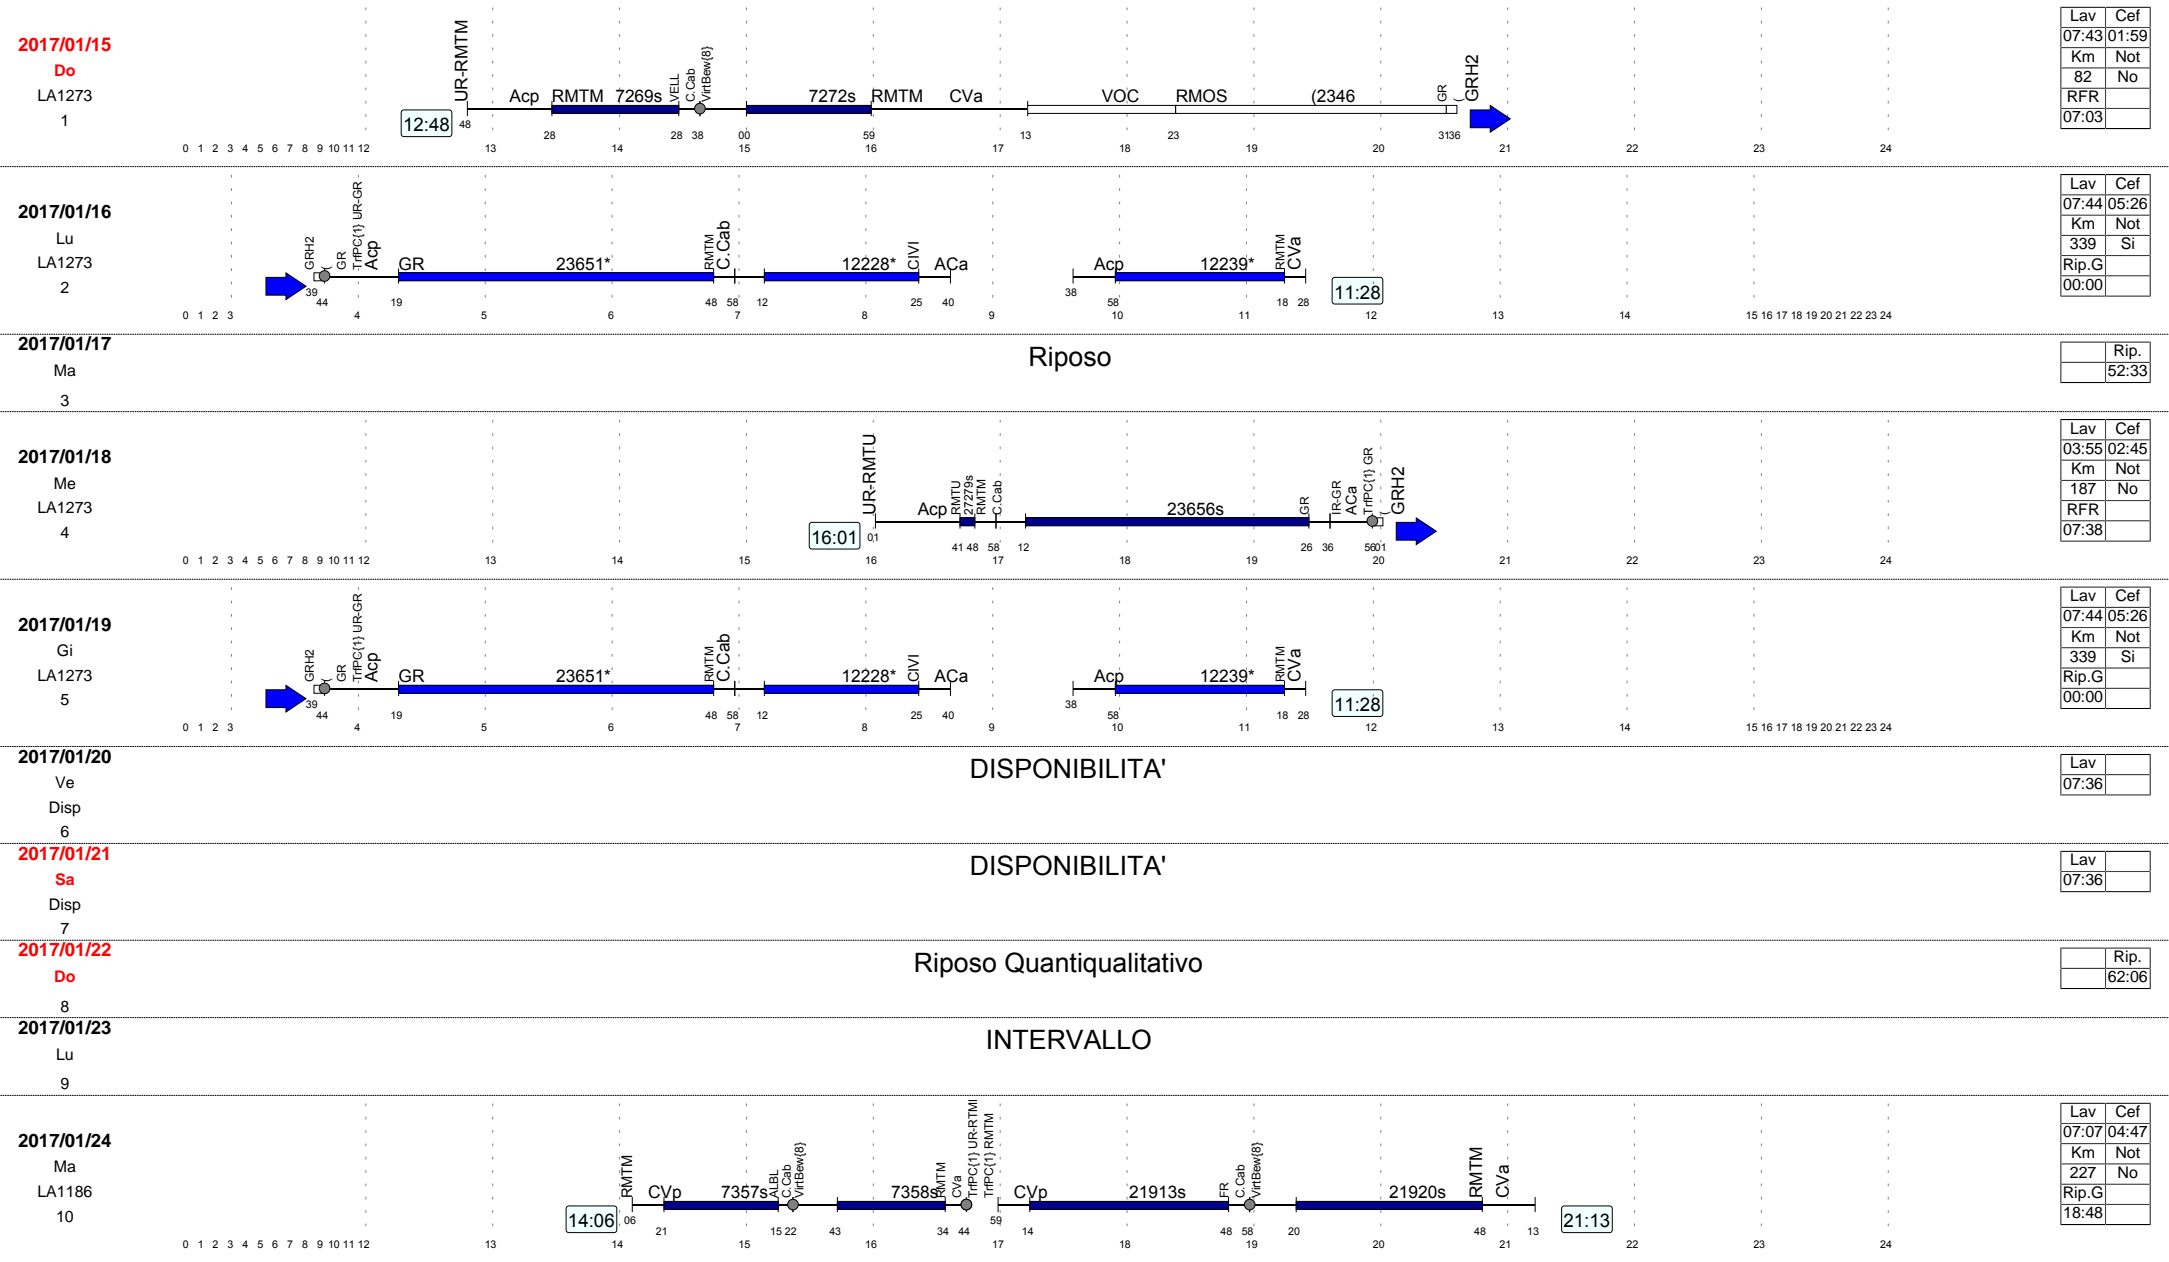 2017/01/15
Do
LA1273
1
12:48
UR-RMTM Acp RMTM 7269s VELL C.Cab VirtBew{8} 7272s RMTM CVa VOC RMOS (2346 GR ( GRH2
48 28 28 38 00 59 13 23 31 36
0 1 2 3 4 5 6 7 8 9 10 11 12 13 14 15 16 17 18 19 20 21 22 23 24
Lav Cef
07:43 01:59
Km Not
82 No
RFR
07:03
2017/01/16
Lu
LA1273
2
GRH2 ( GR TrfPC{1} UR-GR Acp GR 23651* RMTM C.Cab 12228* CIVI ACa Acp 12239* RMTM CVa
11:28
39 44 19 48 58 12 25 40 38 58 18 28
0 1 2 3 4 5 6 7 8 9 10 11 12 13 14 15 16 17 18 19 20 21 22 23 24
Lav Cef
07:44 05:26
Km Not
339 Si
Rip.G
00:00
2017/01/17
Ma
3
Riposo
Rip.
52:33
2017/01/18
Me
LA1273
4
16:01
UR-RMTU Acp RMTU 27279s RMTM C.Cab 23656s GR IR-GR ACa TrfPC{1} GR ( GRH2
01 41 48 58 12 26 36 56 01
0 1 2 3 4 5 6 7 8 9 10 11 12 13 14 15 16 17 18 19 20 21 22 23 24
Lav Cef
03:55 02:45
Km Not
187 No
RFR
07:38
2017/01/19
Gi
LA1273
5
GRH2 ( GR TrfPC{1} UR-GR Acp GR 23651* RMTM C.Cab 12228* CIVI ACa Acp 12239* RMTM CVa
11:28
39 44 19 48 58 12 25 40 38 58 18 28
0 1 2 3 4 5 6 7 8 9 10 11 12 13 14 15 16 17 18 19 20 21 22 23 24
Lav Cef
07:44 05:26
Km Not
339 Si
Rip.G
00:00
2017/01/20
Ve
Disp
6
DISPONIBILITA'
Lav
07:36
2017/01/21
Sa
Disp
7
DISPONIBILITA'
Lav
07:36
2017/01/22
Do
8
Riposo Quantiqualitativo
Rip.
62:06
2017/01/23
Lu
9
INTERVALLO
2017/01/24
Ma
LA1186
10
14:06
RMTM CVp 7357s ALBL C.Cab VirtBew{8} 7358s RMTM CVa TrfPC{1} UR-RTMI TrfPC{1} RMTM CVp 21913s FR C.Cab VirtBew{8} 21920s RMTM CVa
21:13
06 21 15 22 43 34 44 59 14 48 58 20 48 13
0 1 2 3 4 5 6 7 8 9 10 11 12 13 14 15 16 17 18 19 20 21 22 23 24
Lav Cef
07:07 04:47
Km Not
227 No
Rip.G
18:48